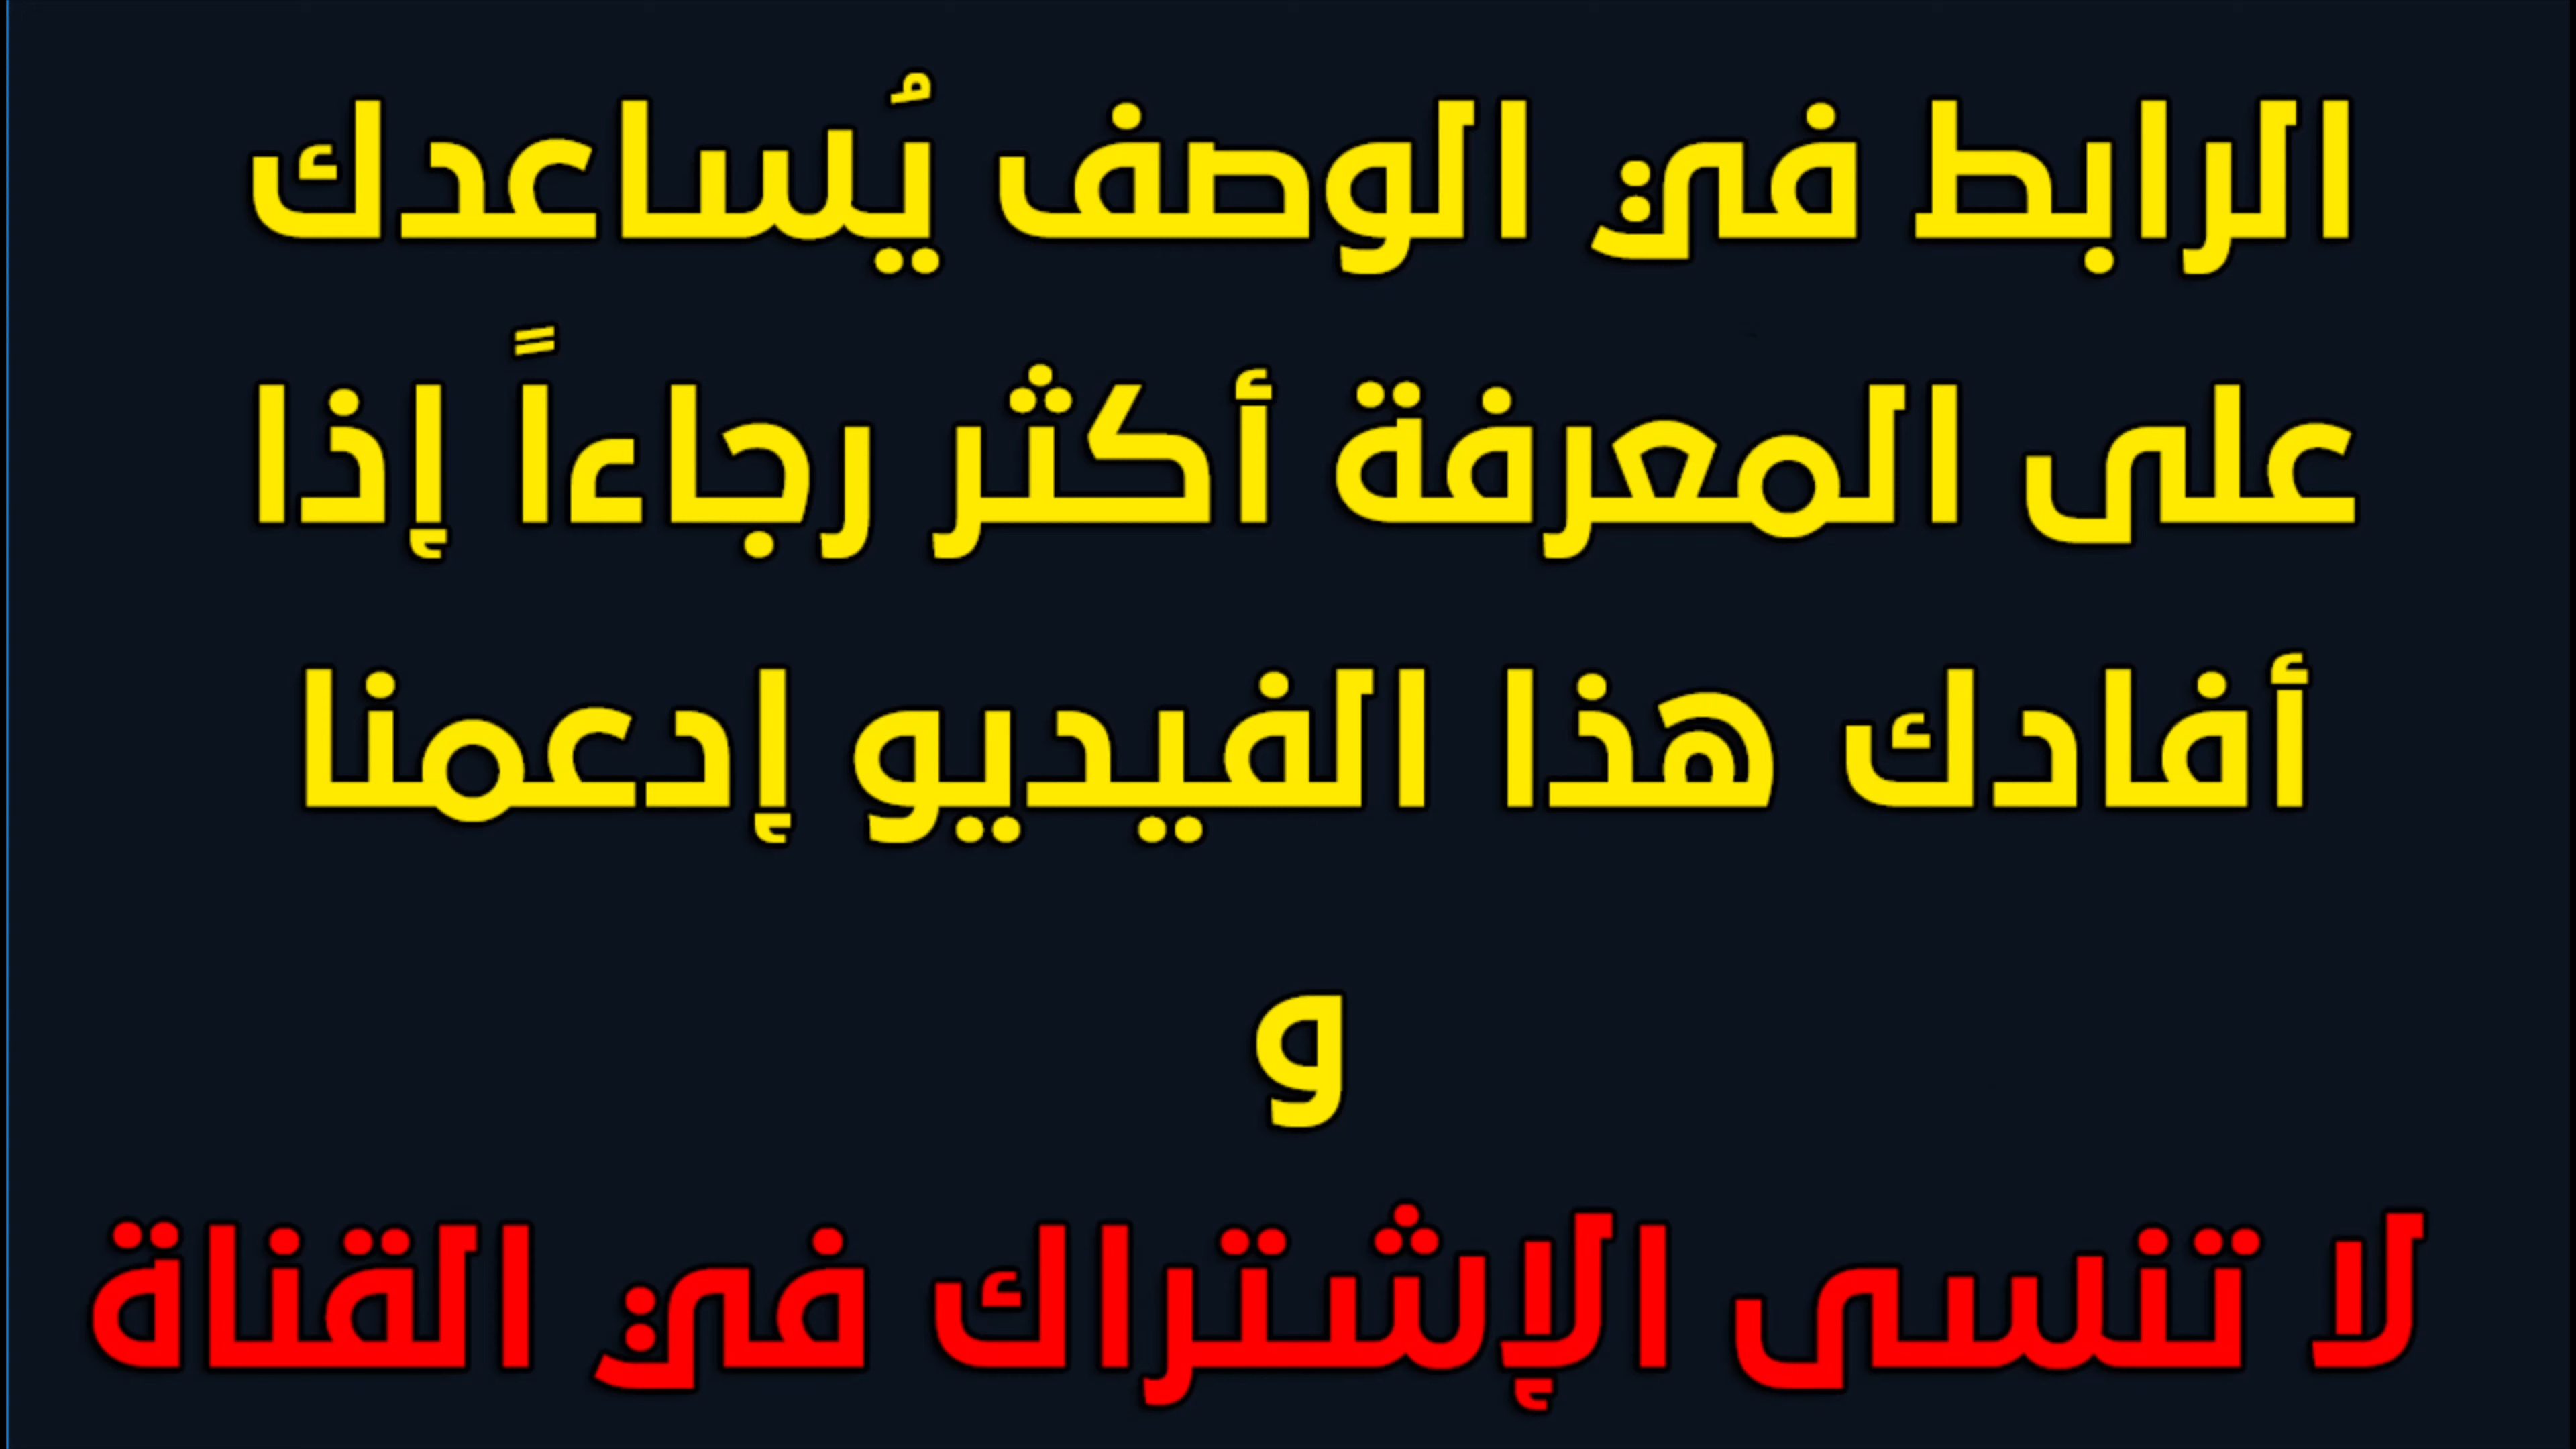 الرابط في الوصف يُساعدك
على المعرفة أكثر رجاءاً إذا
أفادك هذا الفيديو إدعمنا
و
لا تنسى الإشتراك في القناة